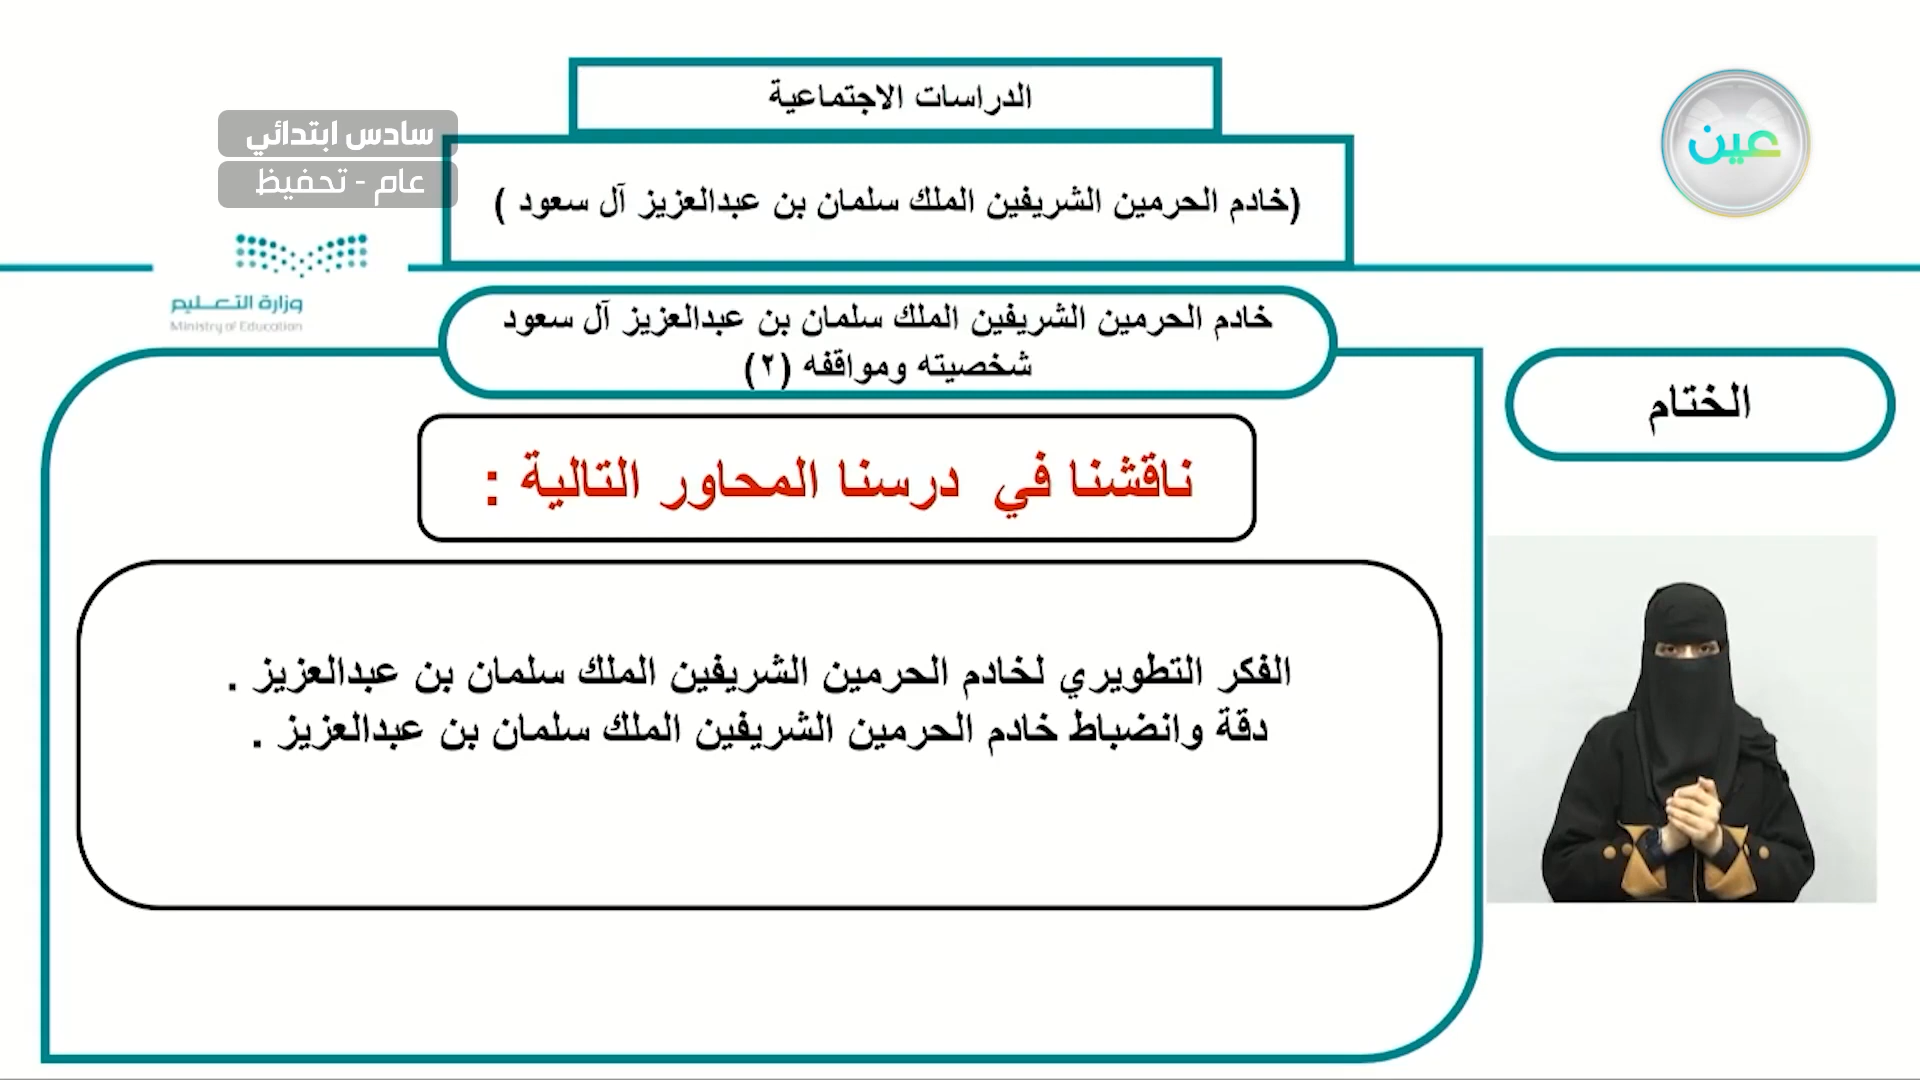 الدراسات الاجتماعية
عين
سادس ابتدائي
عام - تحفيظ
(خادم الحرمين الشريفين الملك سلمان بن عبدالعزيز آل سعود )
وزارة التعليم
Ministry of Education
خادم الحرمين الشريفين الملك سلمان بن عبدالعزيز آل سعود
شخصيته ومواقفه (٢)
الختام
ناقشنا في درسنا المحاور التالية :
الفكر التطويري لخادم الحرمين الشريفين الملك سلمان بن عبدالعزيز .
دقة وانضباط خادم الحرمين الشريفين الملك سلمان بن عبدالعزيز .